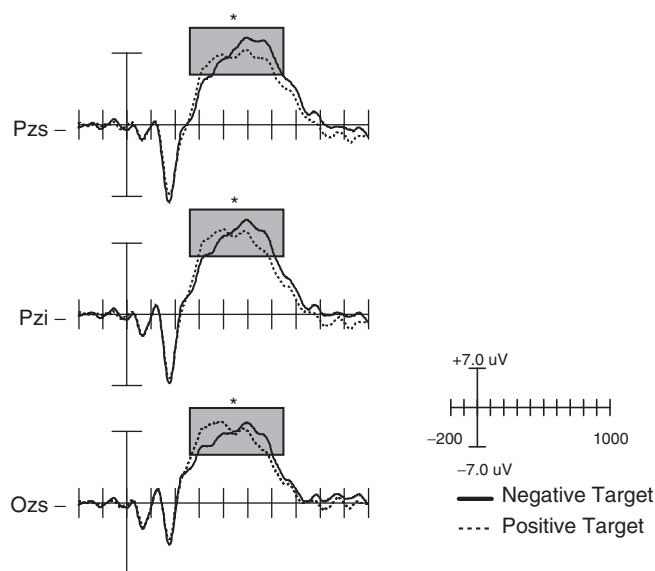 *
Pzs –
*
Pzi –
*
Ozs –
+7.0 uV
–200 1000
–7.0 uV
Negative Target
Positive Target